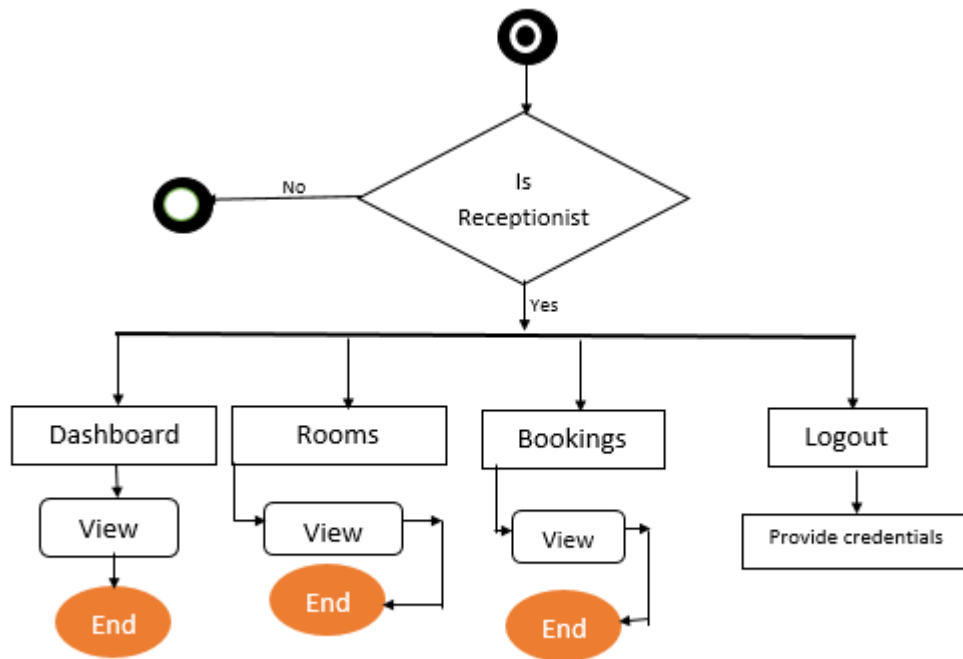 Is
Receptionist
No
Yes
Dashboard
Rooms
Bookings
Logout
View
View
View
Provide credentials
End
End
End